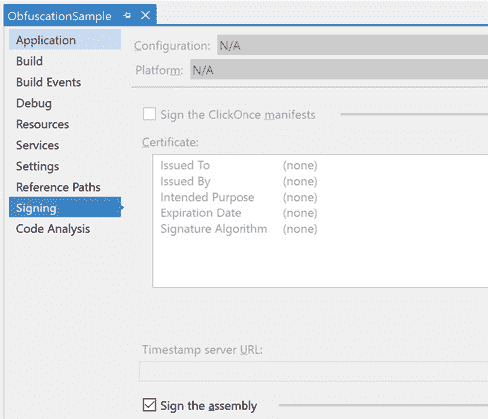 ObfuscationSample
Application
Build
Build Events
Debug
Resources
Services
Settings
Reference Paths
Signing
Code Analysis
Configuration: N/A
Platform: N/A
Sign the ClickOnce manifests
Certificate:
Issued To (none)
Issued By (none)
Intended Purpose (none)
Expiration Date (none)
Signature Algorithm (none)
Timestamp server URL:
Sign the assembly